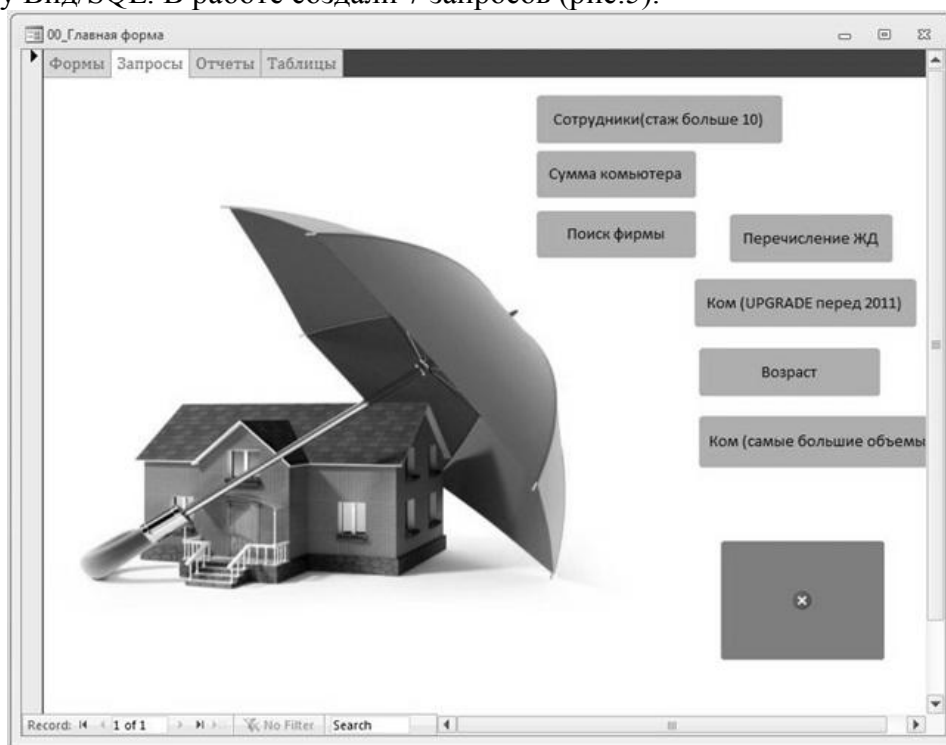 у Вид/SQL. В работе создали 7 запросов (рис.5).
00_Главная форма
Формы Запросы Отчеты Таблицы
Сотрудники(стаж больше 10)
Сумма комьютера
Поиск фирмы
Перечисление ЖД
Ком (UPGRADE перед 2011)
Возраст
Ком (самые большие объемы
Record: 1 of 1 No Filter Search